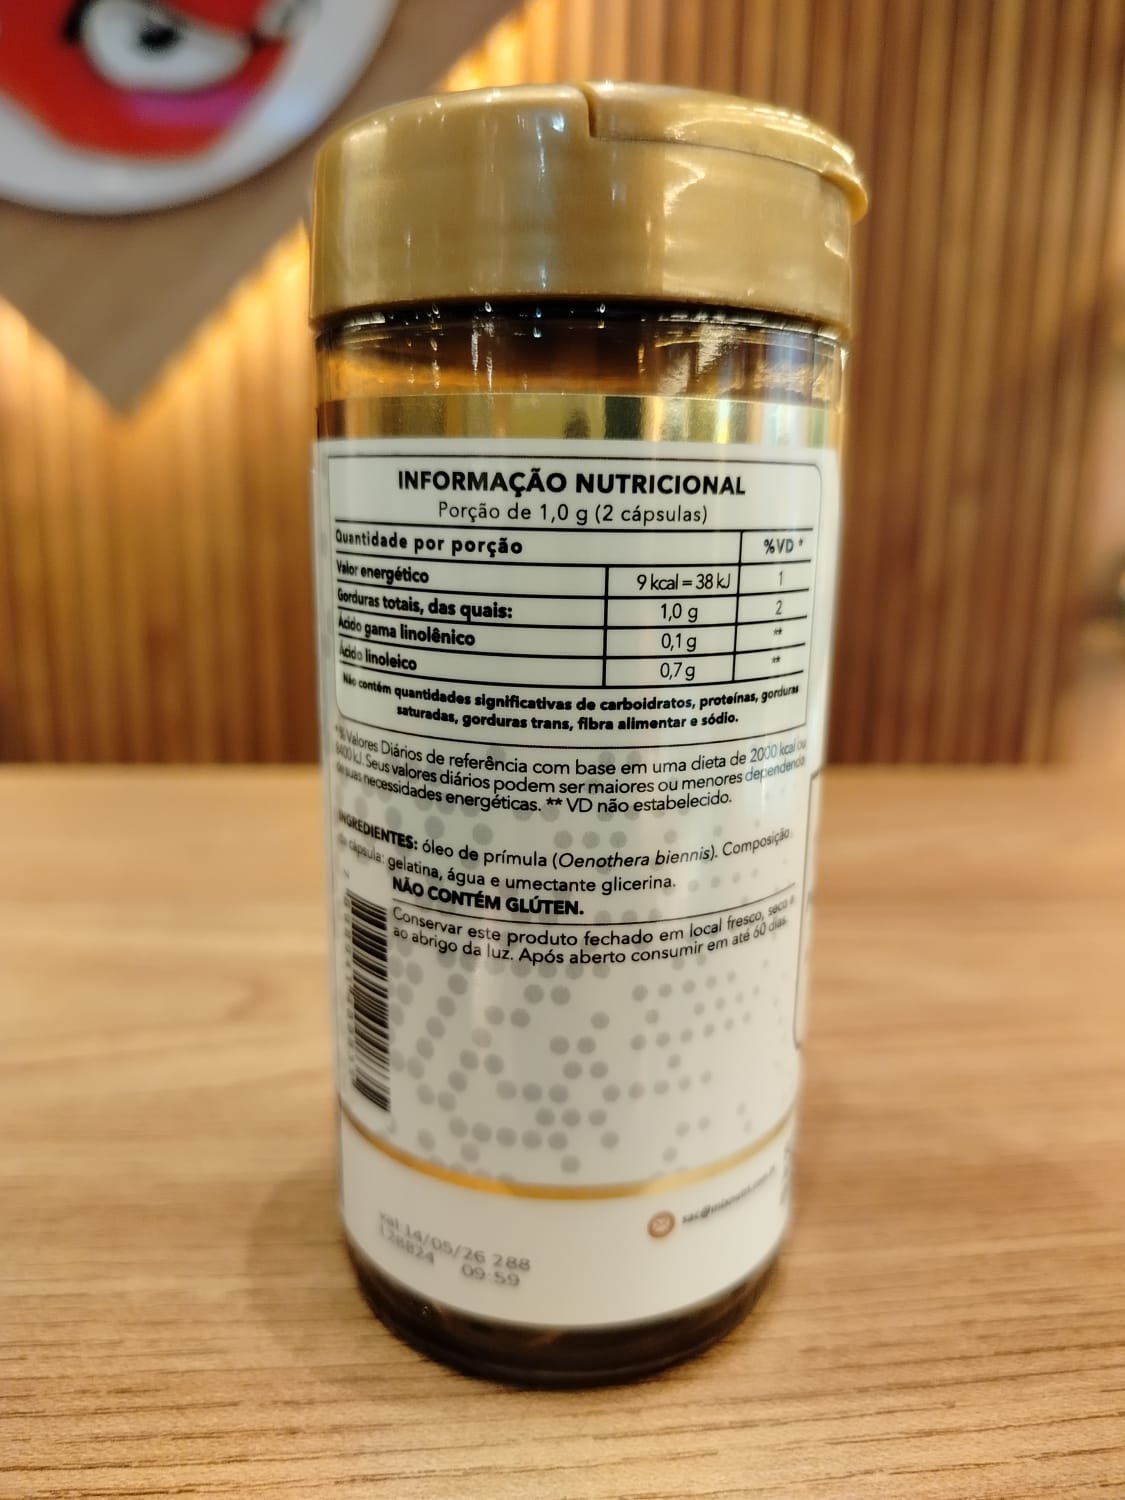 INFORMAÇÃO NUTRICIONAL
Porção de 1,0 g (2 cápsulas)
Quantidade por porção %VD *
Valor energético 9 kcal = 38 kJ 1
Gorduras totais, das quais: 1,0 g 2
Ácido gama linolênico 0,1 g **
Ácido linoleico 0,7 g **
Não contém quantidades significativas de carboidratos, proteínas, gorduras
saturadas, gorduras trans, fibra alimentar e sódio.
* % Valores Diários de referência com base em uma dieta de 2000 kcal ou
8400 kJ. Seus valores diários podem ser maiores ou menores dependendo
de suas necessidades energéticas. ** VD não estabelecido.
INGREDIENTES: óleo de prímula (Oenothera biennis). Composição
da cápsula: gelatina, água e umectante glicerina.
NÃO CONTÉM GLÚTEN.
Conservar este produto fechado em local fresco, seco e
ao abrigo da luz. Após aberto consumir em até 60 dias.
val 14/05/26 288
128824 09:59